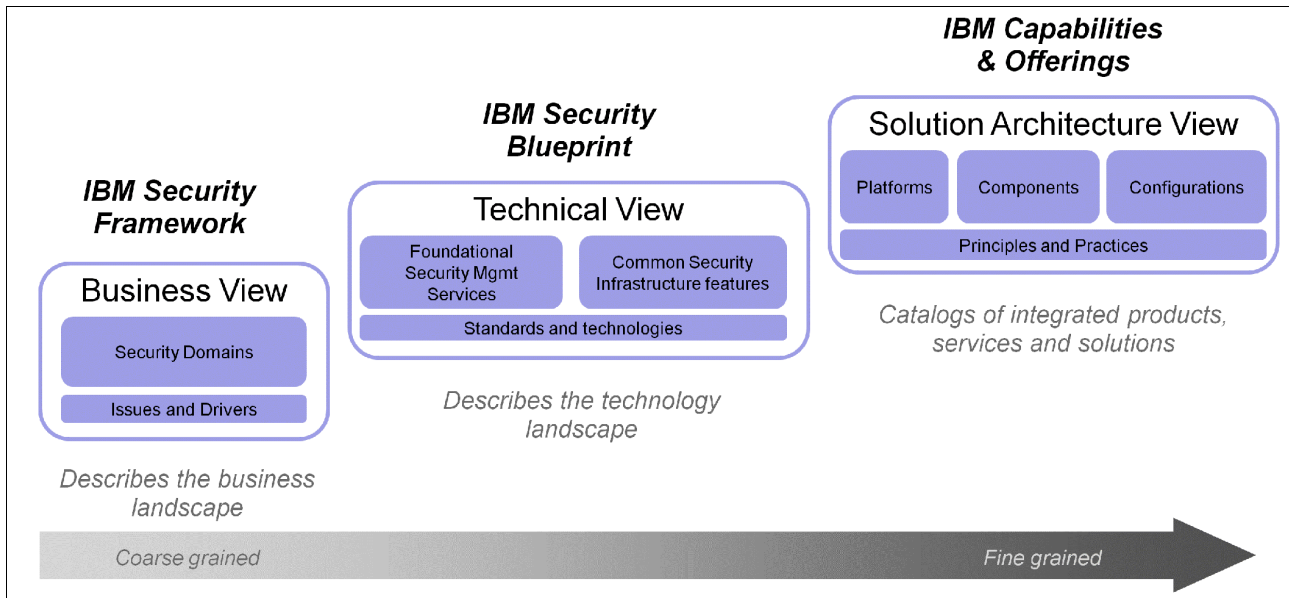 IBM Security
Framework
Business View
Security Domains
Issues and Drivers
Describes the business
landscape
IBM Security
Blueprint
Technical View
Foundational
Security Mgmt
Services
Common Security
Infrastructure features
Standards and technologies
Describes the technology
landscape
IBM Capabilities
& Offerings
Solution Architecture View
Platforms
Components
Configurations
Principles and Practices
Catalogs of integrated products,
services and solutions
Coarse grained
Fine grained